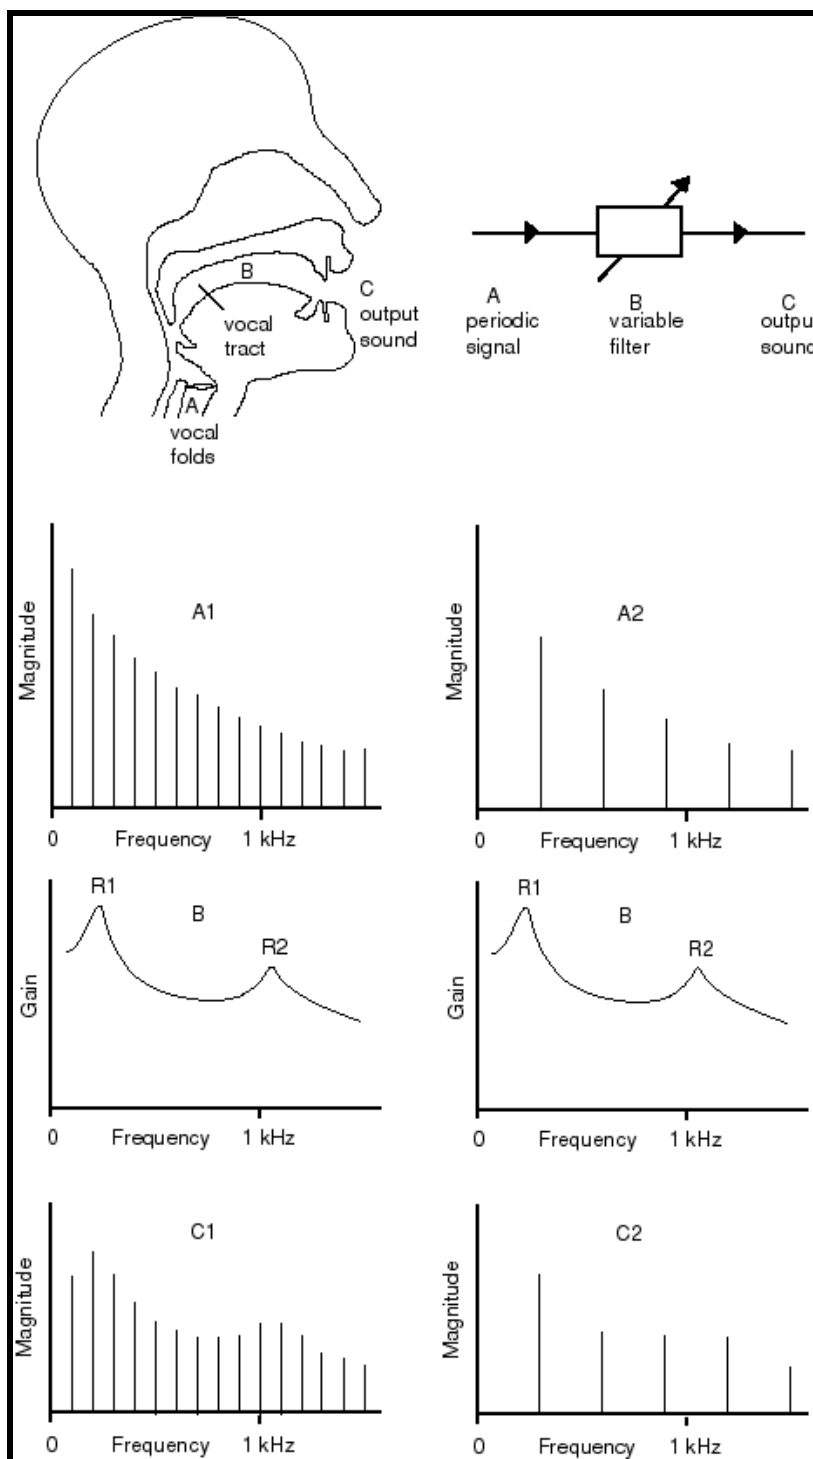 B
vocal
tract
C
output
sound
A
vocal
folds
A
periodic
signal
B
variable
filter
C
output
sound
Magnitude
A1
0 Frequency 1 kHz
Magnitude
A2
0 Frequency 1 kHz
Gain
R1
B
R2
0 Frequency 1 kHz
Gain
R1
B
R2
0 Frequency 1 kHz
Magnitude
C1
0 Frequency 1 kHz
Magnitude
C2
0 Frequency 1 kHz